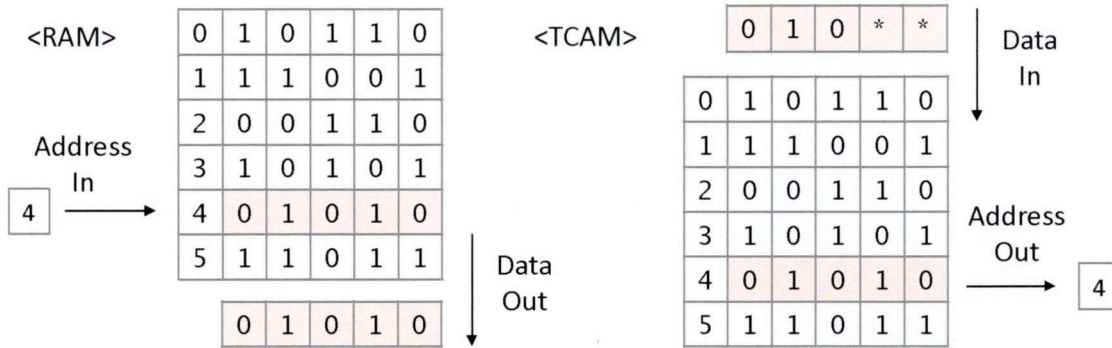 <RAM>
0 1 0 1 1 0
1 1 1 0 0 1
2 0 0 1 1 0
3 1 0 1 0 1
4 0 1 0 1 0
5 1 1 0 1 1
Address
In
4
0 1 0 1 0
Data
Out
<TCAM>
0 1 0 * *
Data
In
0 1 0 1 1 0
1 1 1 0 0 1
2 0 0 1 1 0
3 1 0 1 0 1
4 0 1 0 1 0
5 1 1 0 1 1
Address
Out
4